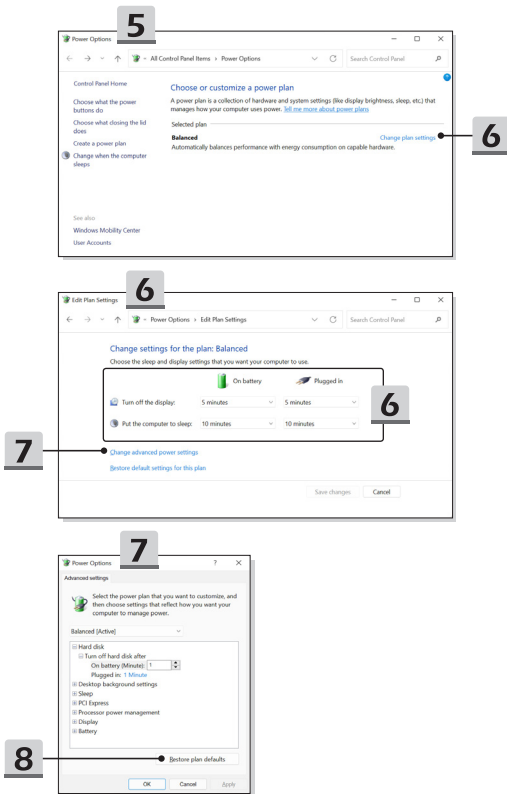 5
Power Options
All Control Panel Items > Power Options
Search Control Panel
Control Panel Home
Choose what the power
buttons do
Choose what closing the lid
does
Create a power plan
Change when the computer
sleeps
See also
Windows Mobility Center
User Accounts
?
Choose or customize a power plan
A power plan is a collection of hardware and system settings (like display brightness, sleep, etc.) that
manages how your computer uses power. Tell me more about power plans
Selected plan
Balanced
Change plan settings
Automatically balances performance with energy consumption on capable hardware.
6
6
Edit Plan Settings
Power Options > Edit Plan Settings
Search Control Panel
Change settings for the plan: Balanced
Choose the sleep and display settings that you want your computer to use.
On battery Plugged in
Turn off the display: 5 minutes 5 minutes
Put the computer to sleep: 10 minutes 10 minutes
6
7
Change advanced power settings
Restore default settings for this plan
Save changes Cancel
7
Power Options ?
Advanced settings
Select the power plan that you want to customize, and
then choose settings that reflect how you want your
computer to manage power.
Balanced [Active]
Hard disk
Turn off hard disk after
On battery (Minute): 1
Plugged in: 1 Minute
Desktop background settings
Sleep
PCI Express
Processor power management
Display
Battery
8
Restore plan defaults
OK Cancel Apply